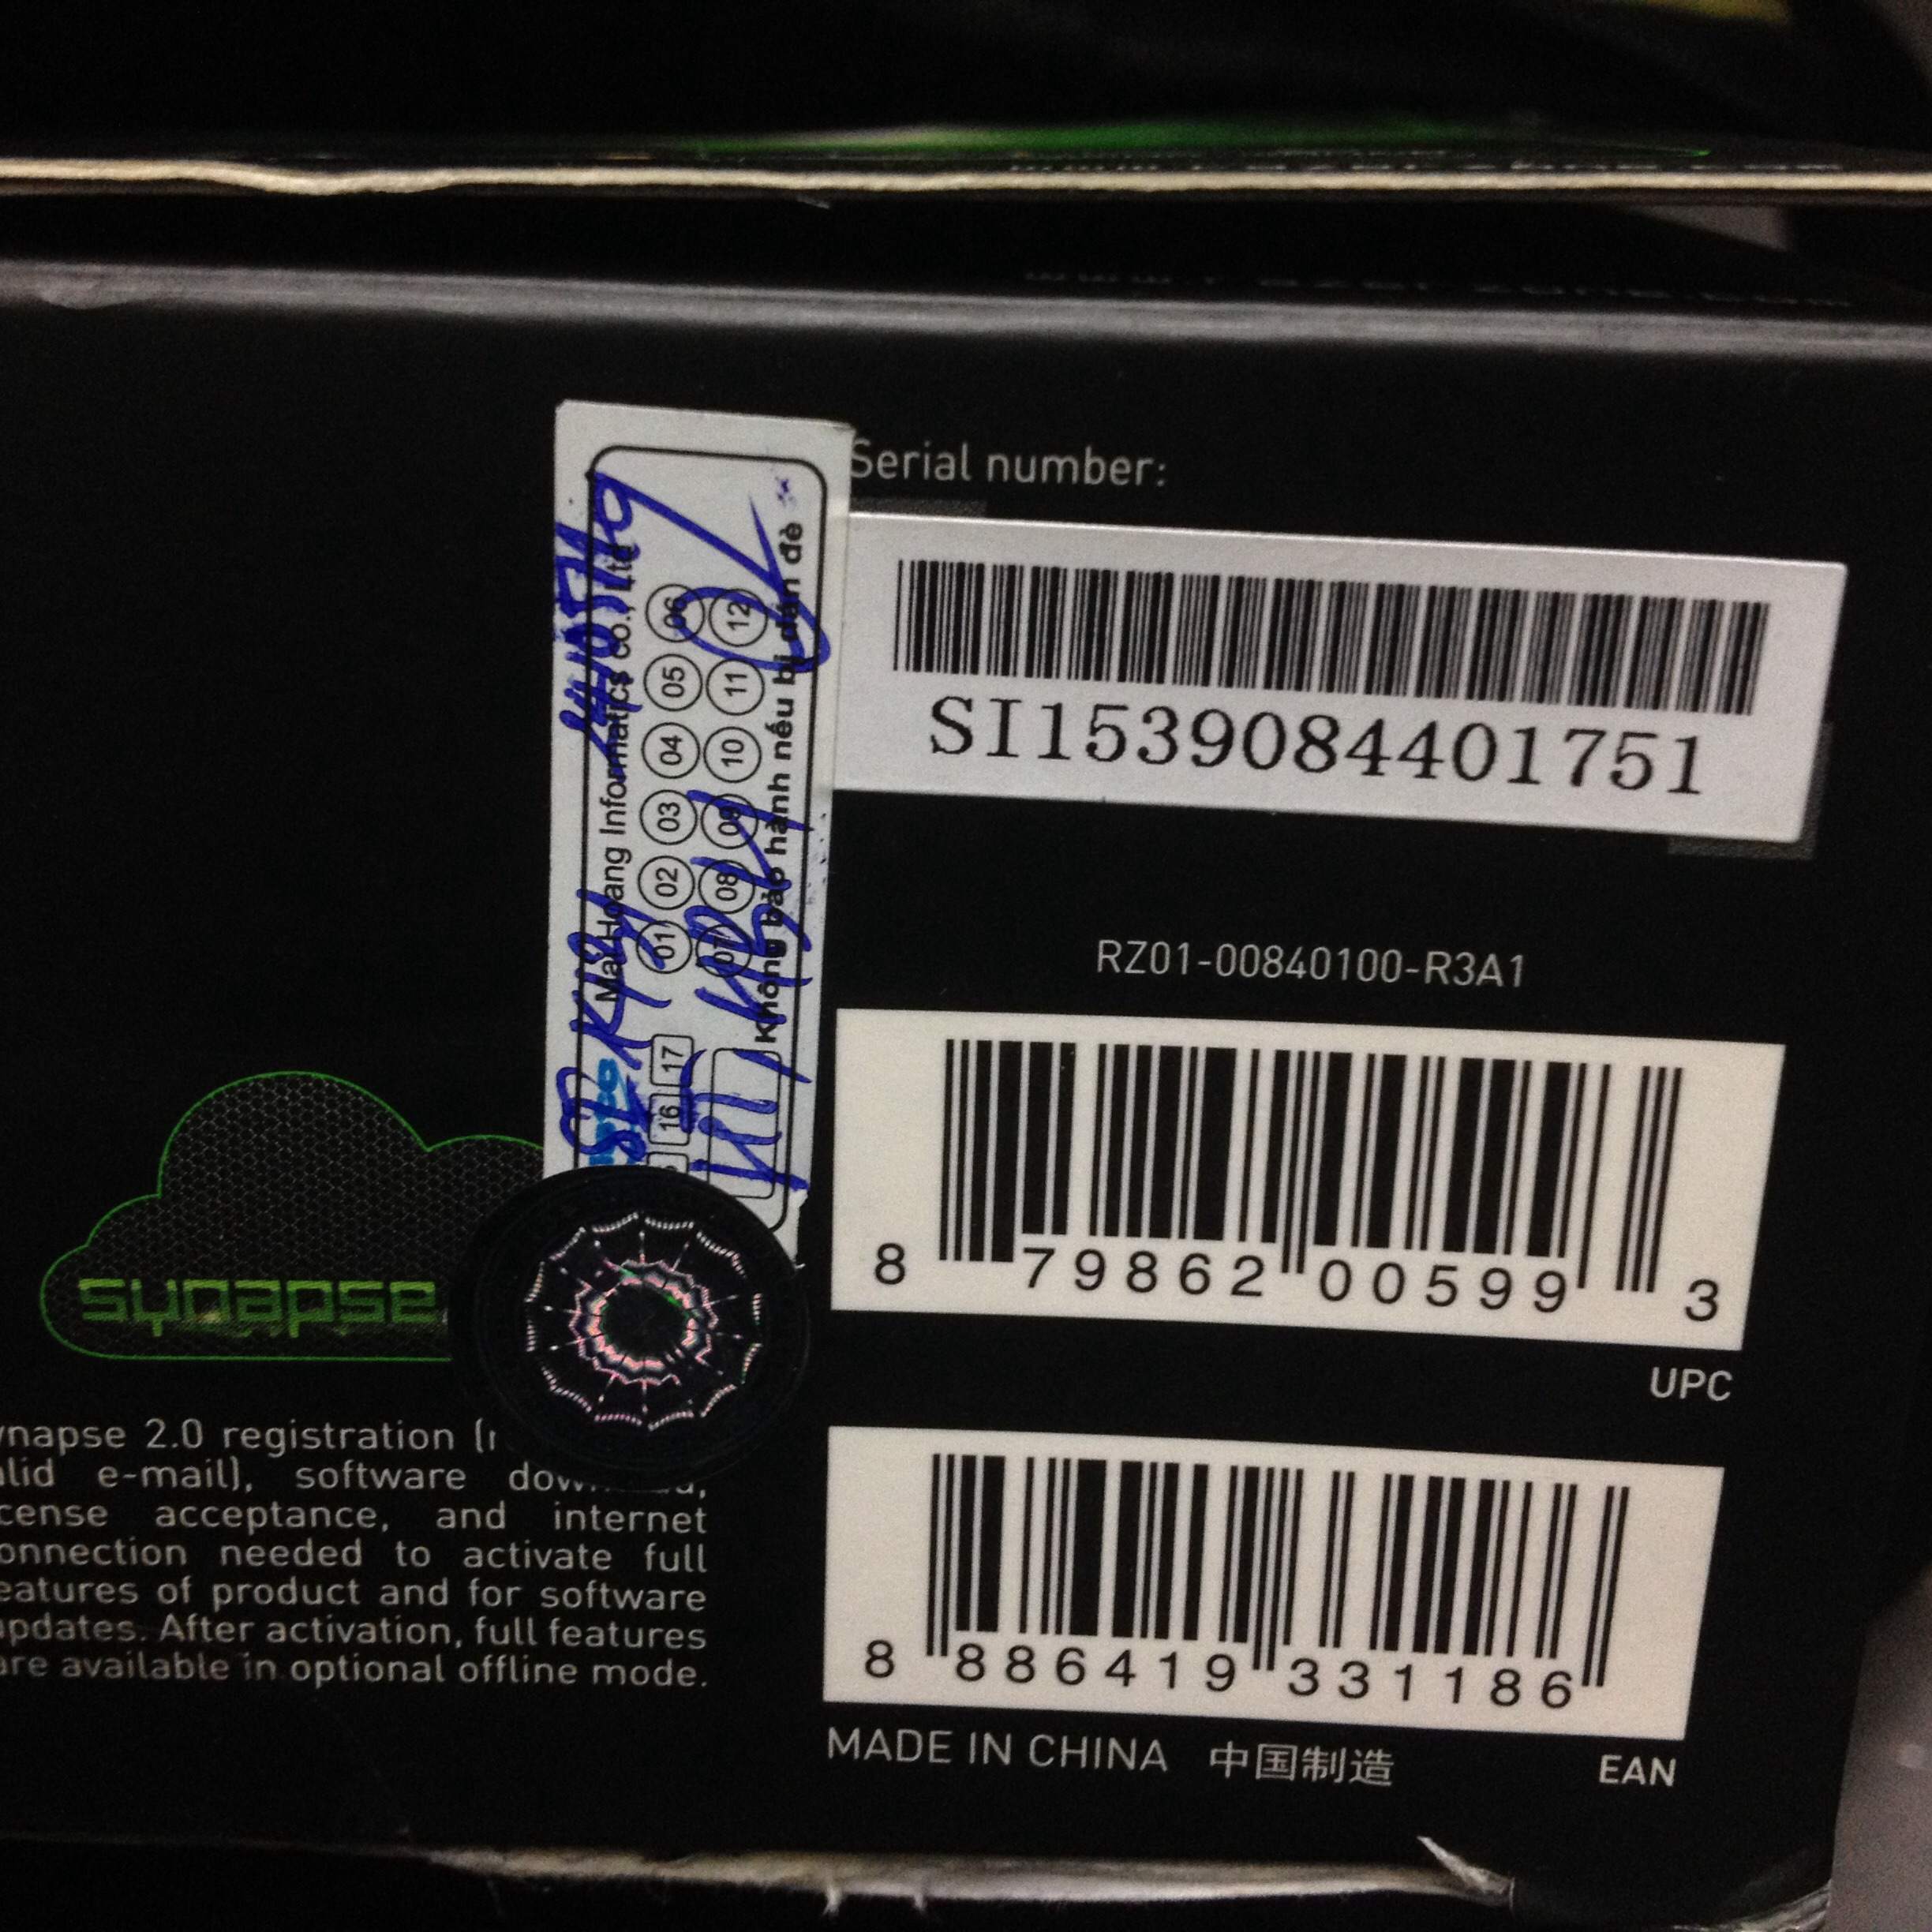 Serial number:
SI1539084401751
Mai Hoang Informatics Co., Ltd
01 02 03 04 05 06
07 08 09 10 11 12
16 17
Không bảo hành nếu bị dán đè
RZ01-00840100-R3A1
8 79862 00599 3
UPC
synapse
ynapse 2.0 registration (
alid e-mail), software
cense acceptance, and internet
onnection needed to activate full
eatures of product and for software
updates. After activation, full features
are available in optional offline mode.
8 886419 331186
MADE IN CHINA 中国制造 EAN